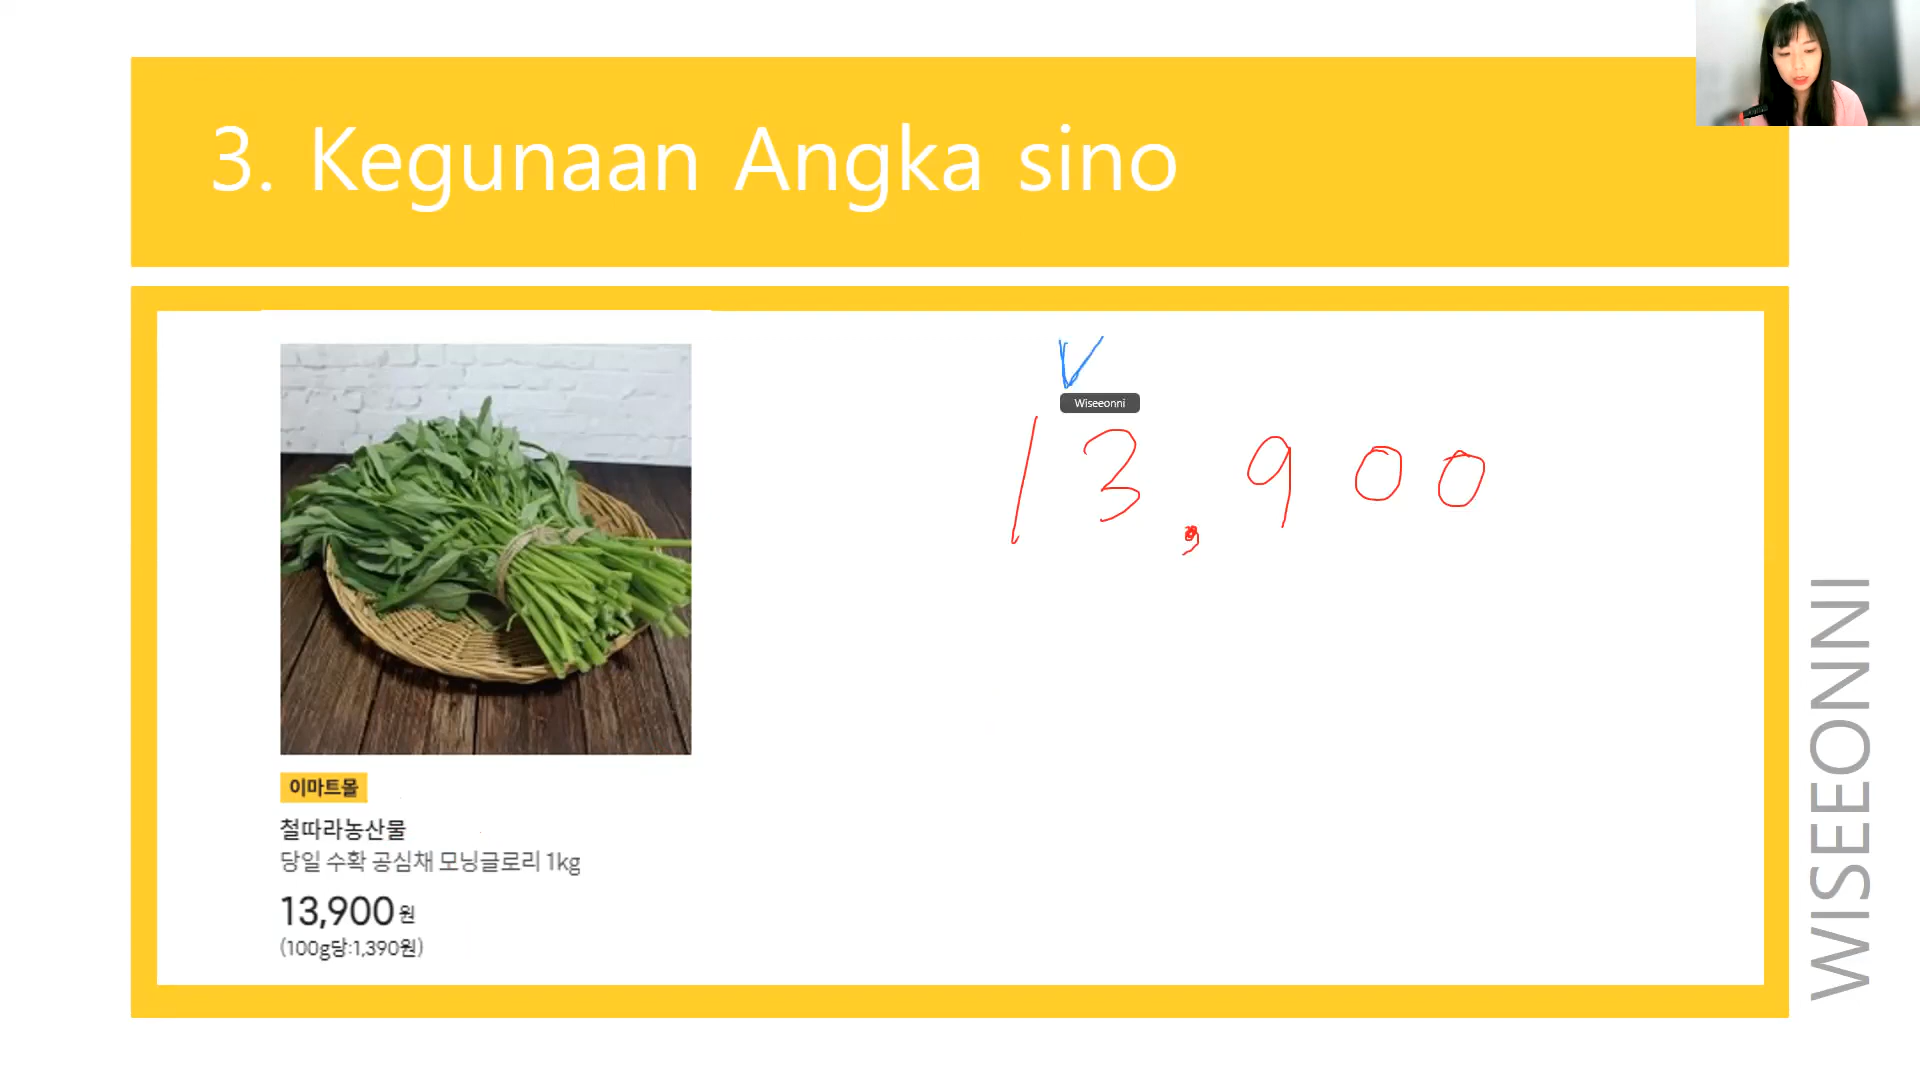 3. Kegunaan Angka sino
Wiseeonni
13,900
이마트몰
철따라농산물
당일 수확 공심채 모닝글로리 1kg
13,900원
(100g당:1,390원)
WISEEONNI